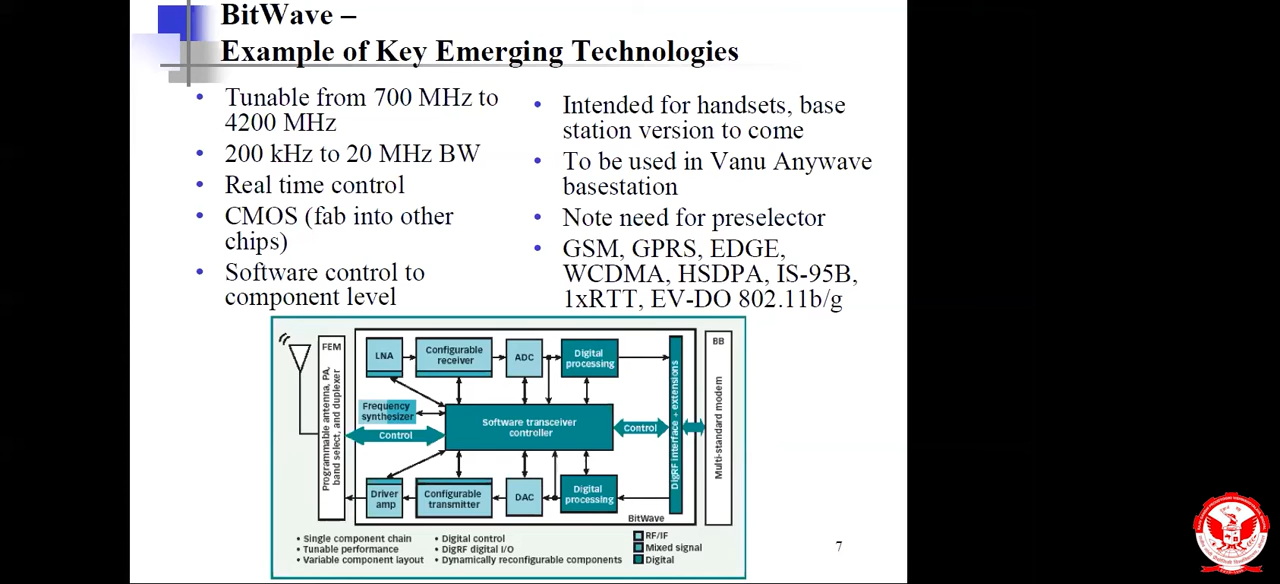 BitWave –
Example of Key Emerging Technologies
• Tunable from 700 MHz to
4200 MHz
• 200 kHz to 20 MHz BW
• Real time control
• CMOS (fab into other
chips)
• Software control to
component level
• Intended for handsets, base
station version to come
• To be used in Vanu Anywave
basestation
• Note need for preselector
• GSM, GPRS, EDGE,
WCDMA, HSDPA, IS-95B,
1xRTT, EV-DO 802.11b/g
FEM
Programmable antenna, PA,
band select, and duplexer
LNA
Configurable
receiver
ADC
Digital
processing
Frequency
synthesizer
Software transceiver
controller
Control
Control
Driver
amp
Configurable
transmitter
DAC
Digital
processing
BitWave
DigRF interface + extensions
BB
Multi-standard modem
• Single component chain
• Tunable performance
• Variable component layout
• Digital control
• DigRF digital I/O
• Dynamically reconfigurable components
RF/IF
Mixed signal
Digital
7